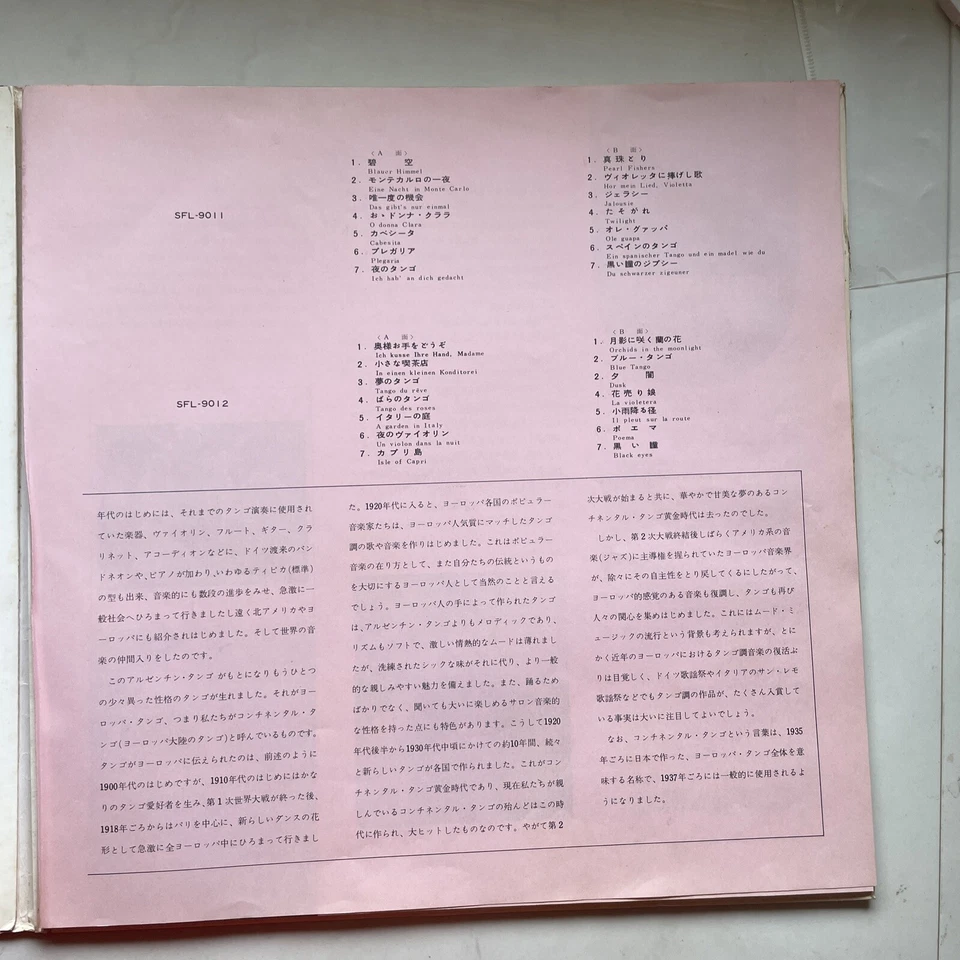 SFL-9011
〈A 面〉
1. 碧 空
Blauer Himmel
2. モンテカルロの一夜
Eine Nacht in Monte Carlo
3. 唯一度の機会
Das gibt's nur einmal
4. お・ドンナ・クララ
O donna Clara
5. カベシータ
Cabesita
6. プレガリア
Plegaria
7. 夜のタンゴ
Ich hab' an dich gedacht
〈B 面〉
1. 真珠とり
Pearl Fishers
2. ヴィオレッタに捧げし歌
Hor mein Lied, Violetta
3. ジェラシー
Jalousie
4. たそがれ
Twilight
5. オレ・グァッパ
Ole guapa
6. スペインのタンゴ
Ein spanischer Tango und ein madel wie du
7. 黒い瞳のジプシー
Du schwarzer zigeuner
SFL-9012
〈A 面〉
1. 奥様お手をどうぞ
Ich kusse Ihre Hand, Madame
2. 小さな喫茶店
In einen kleinen Konditorei
3. 夢のタンゴ
Tango du rêve
4. ばらのタンゴ
Tango des roses
5. イタリーの庭
A garden in Italy
6. 夜のヴァイオリン
Un violon dans la nuit
7. カプリ島
Isle of Capri
〈B 面〉
1. 月影に咲く蘭の花
Orchids in the moonlight
2. ブルー・タンゴ
Blue Tango
2. 夕 闇
Dusk
4. 花売り娘
La violetera
5. 小雨降る径
Il pleut sur la route
6. ポエマ
Poema
7. 黒い瞳
Black eyes
年代のはじめには、それまでのタンゴ演奏に使用され
ていた楽器、ヴァイオリン、フルート、ギター、クラ
リネット、アコーディオンなどに、ドイツ渡来のバン
ドネオンや、ピアノが加わり、いわゆるティピカ(標準)
の型も出来、音楽的にも数段の進歩をみせ、急激に一
般社会へひろまって行きましたし遠く北アメリカやヨ
ーロッパにも紹介されはじめました。そして世界の音
楽の仲間入りをしたのです。
このアルゼンチン・タンゴ がもとになりもうひとつ
の少々異った性格のタンゴが生れました。それがヨー
ロッパ・タンゴ、つまり私たちがコンチネンタル・タ
ンゴ(ヨーロッパ大陸のタンゴ)と呼んでいるものです。
タンゴがヨーロッパに伝えられたのは、前述のように
1900年代のはじめですが、1910年代のはじめにはかな
りのタンゴ愛好者を生み、第1次世界大戦が終った後、
1918年ごろからはパリを中心に、新らしいダンスの花
形として急激に全ヨーロッパ中にひろまって行きまし
た。1920年代に入ると、ヨーロッパ各国のポピュラー
音楽家たちは、ヨーロッパ人気質にマッチしたタンゴ
調の歌や音楽を作りはじめました。これはポピュラー
音楽の在り方として、また自分たちの伝統というもの
を大切にするヨーロッパ人として当然のことと言える
でしょう。ヨーロッパ人の手によって作られたタンゴ
は、アルゼンチン・タンゴよりもメロディックであり、
リズムもソフトで、激しい情熱的なムードは薄れまし
たが、洗練されたシックな味がそれに代り、より一般
的な親しみやすい魅力を備えました。また、踊るため
ばかりでなく、聞いても大いに楽しめるサロン音楽的
な性格を持った点にも特色があります。こうして1920
年代後半から1930年代中頃にかけての約10年間、続々
と新しいタンゴが各国で作られました。これがコン
チネンタル・タンゴ黄金時代であり、現在私たちが親
しんでいるコンチネンタル・タンゴの殆んどはこの時
代に作られ、大ヒットしたものなのです。やがて第2
次大戦が始まると共に、華やかで甘美な夢のあるコン
チネンタル・タンゴ黄金時代は去ったのでした。
しかし、第2次大戦終結後しばらくアメリカ系の音
楽(ジャズ)に主導権を握られていたヨーロッパ音楽界
が、除々にその自主性をとり戻してくるにしたがって、
ヨーロッパ的感覚のある音楽も復調し、タンゴも再び
人々の関心を集めはじめました。これにはムード・ミ
ュージックの流行という背景も考えられますが、とに
かく近年のヨーロッパにおけるタンゴ調音楽の復活ぶ
りは目覚しく、ドイツ歌謡祭やイタリアのサン・レモ
歌謡祭などでもタンゴ調の作品が、たくさん入賞して
いる事実は大いに注目してよいでしょう。
なお、コンチネンタル・タンゴという言葉は、1935
年ごろに日本で作った、ヨーロッパ・タンゴ全体を意
味する名称で、1937年ごろには一般的に使用されるよ
うになりました。